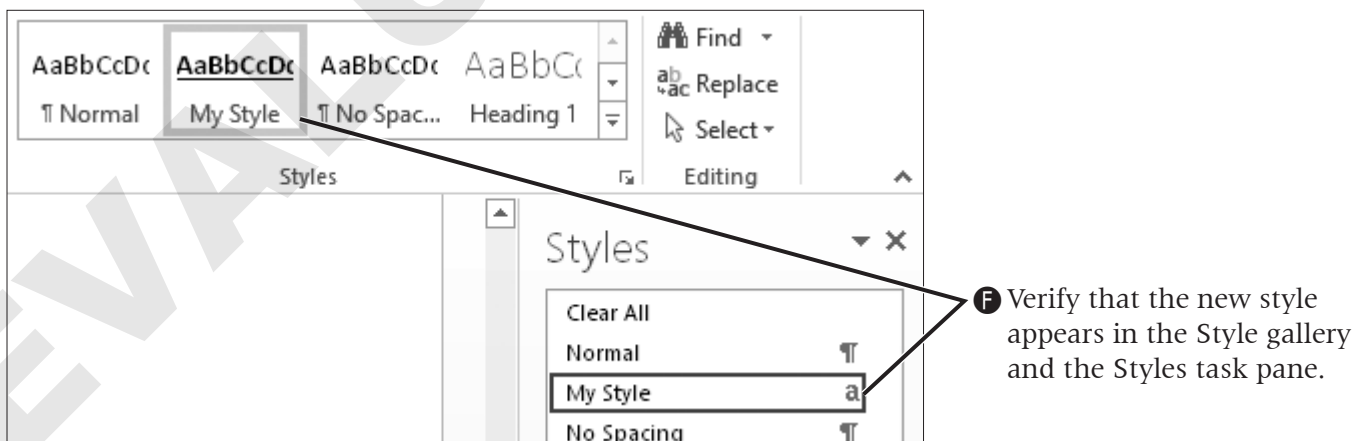 AaBbCcDc AaBbCcDc AaBbCcDc AaBbCc
¶ Normal My Style ¶ No Spac... Heading 1
Find
Replace
Select
Styles Editing
Styles
Clear All
Normal ¶
My Style a
No Spacing ¶
F Verify that the new style
appears in the Style gallery
and the Styles task pane.
EVALU